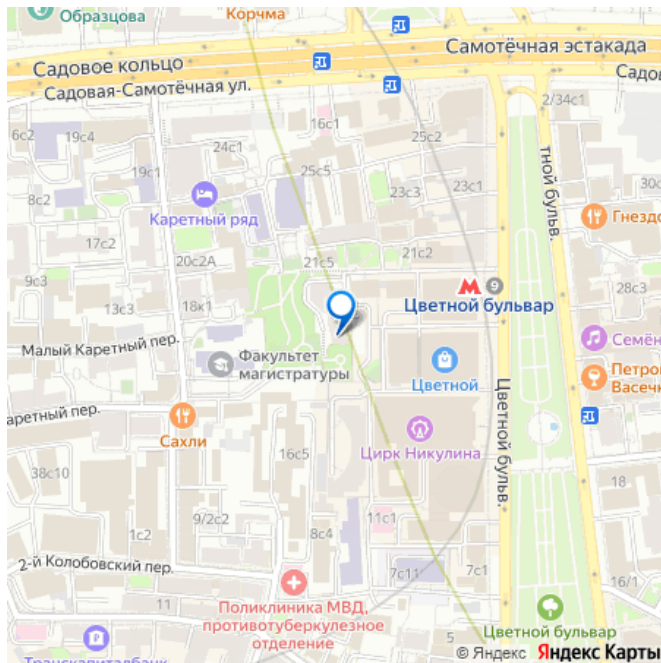 Образцова
Корчма
Самотёчная эстакада
Садовое кольцо
Садовая-Самотёчная ул.
Садов
2/34с1
16с1
6с2
19с4
24с1
25с2
19с1
25с5
23с3
23с1
30с
8с2
Каретный ряд
тной бульв.
Гнездо
17с2
20с2А
21с5
21с2
9с3
18к1
13с3
М
9
Цветной бульвар
28с3
Малый Каретный пер.
Факультет
магистратуры
Цветной
Семён
Петров
Васечк
аретный пер.
Сахли
Цирк Никулина
Цветной бульв.
38с10
16с5
18
9/2с2
11с1
1с2
8с4
2-й Колобовский пер.
7с11
7с1
16/1
11
Поликлиника МВД,
противотуберкулезное
отделение
Цветной бульвар
Транскапиталбанк
© Яндекс Яндекс Карты